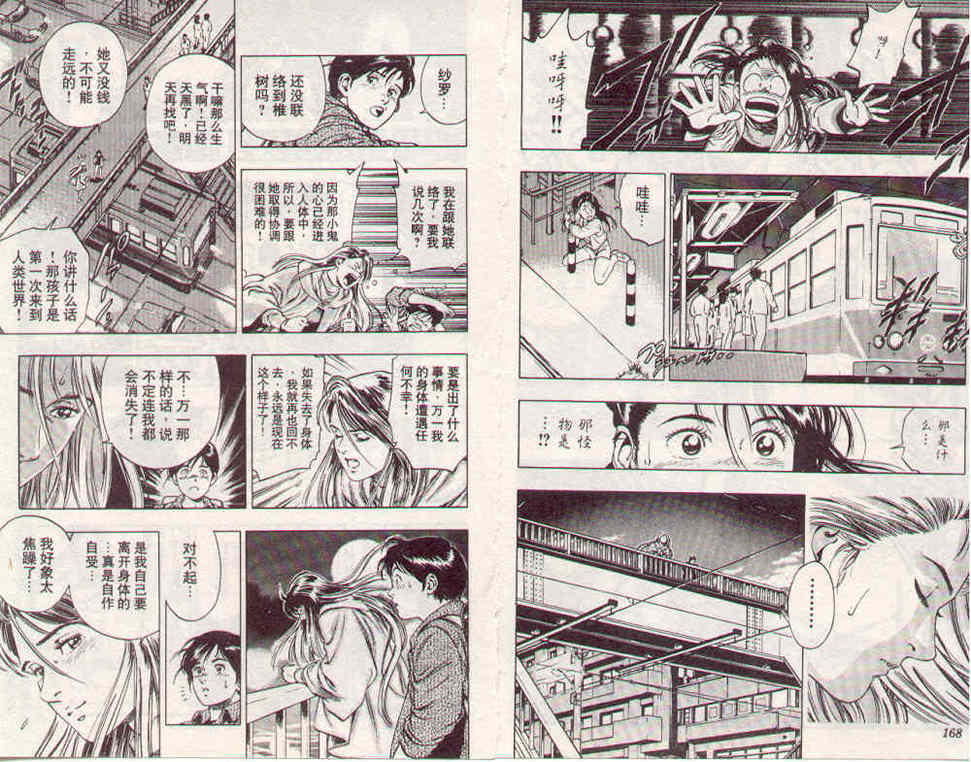 哇呀呀!!
哇…
那是什
么…
那怪
物是
…!?
………
168
纱罗
还没联
络到椎
树吗？
我在跟她联
络了，要我
说几次啊？
因为那小鬼
的心已经进
入人体中，
所以，要跟
她取得协调
很困难的！
干嘛那么生
气啊！已经
天黑了，明
天再找吧！
她又没钱
，不可能
走远的！
你讲什么话
！那孩子是
第一次来到
人类世界！
要是出了什么
事情，万一我
的身体遭遇任
何不幸！
如果失去了身体
，我就再也回不
去，永远是现在
这个样子了！
不…万一那
样的话，说
不定连我都
会消失了！
对不起…
是我自己要
离开身体的
…真是自作
自受…
我好象太
焦躁了…